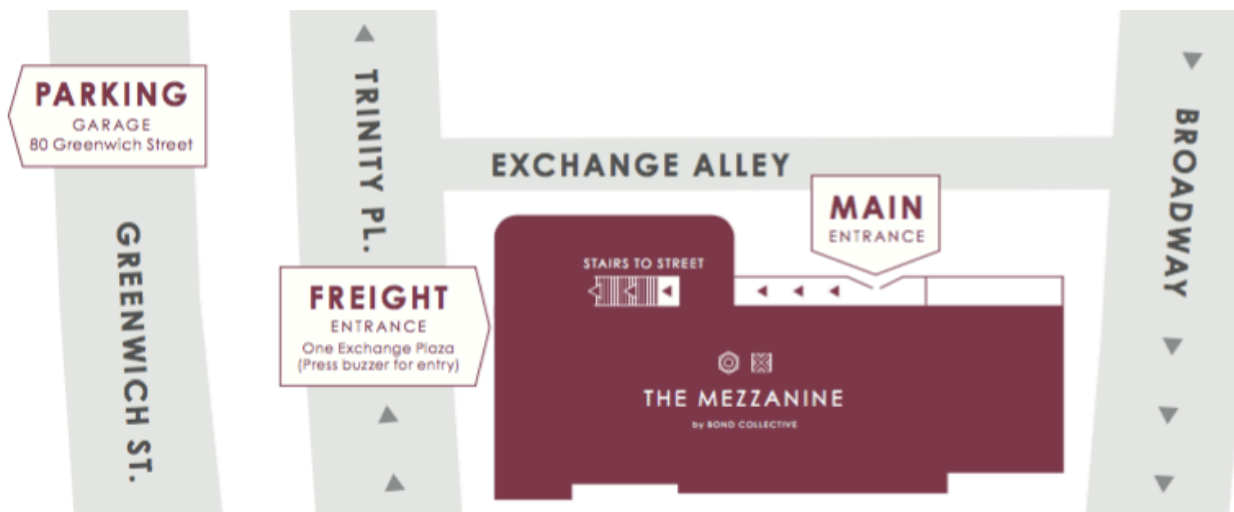 PARKING
GARAGE
80 Greenwich Street
GREENWICH ST.
TRINITY PL.
FREIGHT
ENTRANCE
One Exchange Plaza
(Press buzzer for entry)
EXCHANGE ALLEY
MAIN
ENTRANCE
STAIRS TO STREET
THE MEZZANINE
by BOND COLLECTIVE
BROADWAY